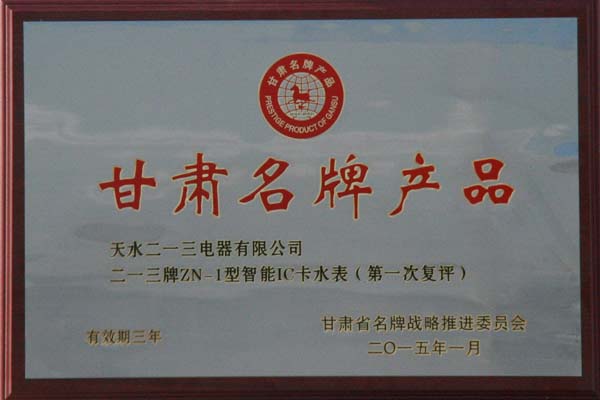 甘肃名牌产品
PRESTIGE PRODUCT OF GANSU
甘肃名牌产品
天水二一三电器有限公司
二一三牌ZN-1型智能IC卡水表（第一次复评）
有效期三年
甘肃省名牌战略推进委员会
二〇一五年一月